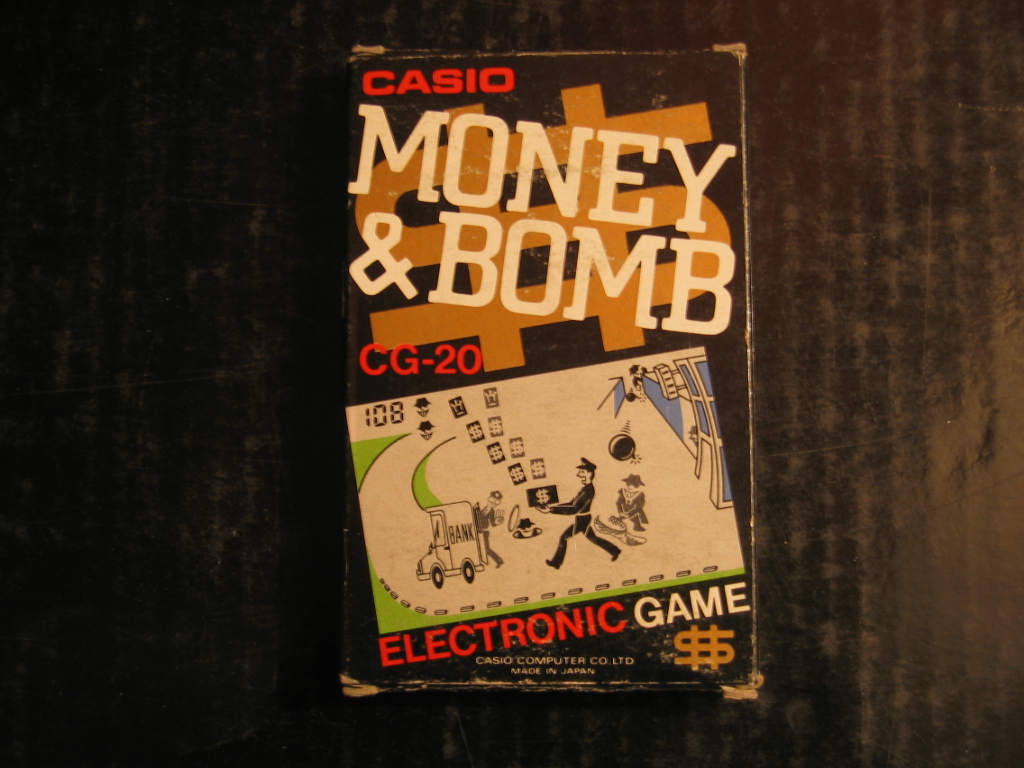 CASIO
MONEY
& BOMB
CG-20
108
$ $
$ $
$ $
$
BANK
ELECTRONIC GAME
$$
CASIO COMPUTER CO. LTD
MADE IN JAPAN